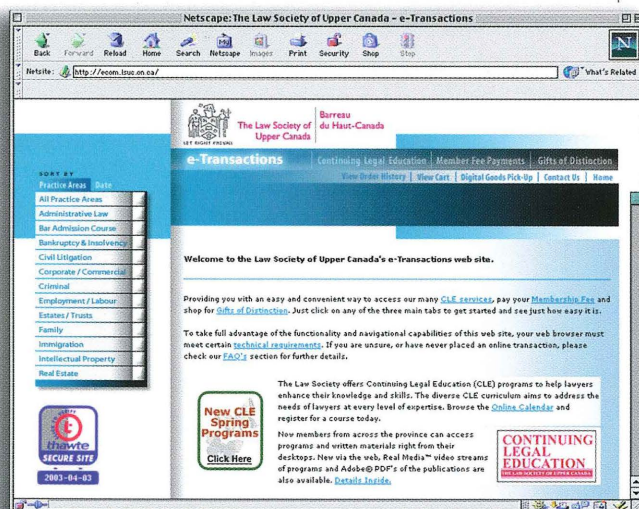 Netscape: The Law Society of Upper Canada - e-Transactions
Back Forward Reload Home Search Netscape Images Print Security Shop Stop
N
Netsite: http://ecom.lsuc.on.ca/ What's Related
The Law Society of
Upper Canada
Barreau
du Haut-Canada
LET RIGHT PREVAIL
e-Transactions Continuing Legal Education Member Fee Payments Gifts of Distinction
View Order History View Cart Digital Goods Pick-Up Contact Us Home
SORT BY
Practice Areas Date
All Practice Areas
Administrative Law
Bar Admission Course
Bankruptcy & Insolvency
Civil Litigation
Corporate / Commercial
Criminal
Employment / Labour
Estates / Trusts
Family
Immigration
Intellectual Property
Real Estate
thawte
SECURE SITE
2003-04-03
Welcome to the Law Society of Upper Canada's e-Transactions web site.
Providing you with an easy and convenient way to access our many CLE services, pay your Membership Fee and
shop for Gifts of Distinction. Just click on any of the three main tabs to get started and see just how easy it is.
To take full advantage of the functionality and navigational capabilities of this web site, your web browser must
meet certain technical requirements. If you are unsure, or have never placed an online transaction, please
check our FAQ's section for further details.
New CLE
Spring
Programs
Click Here
The Law Society offers Continuing Legal Education (CLE) programs to help lawyers
enhance their knowledge and skills. The diverse CLE curriculum aims to address the
needs of lawyers at every level of expertise. Browse the Online Calendar and
register for a course today.
Now members from across the province can access
programs and written materials right from their
desktops. New via the web, Real Media™ video streams
of programs and Adobe® PDF's of the publications are
also available. Details Inside.
CONTINUING
LEGAL
EDUCATION
THE LAW SOCIETY OF UPPER CANADA